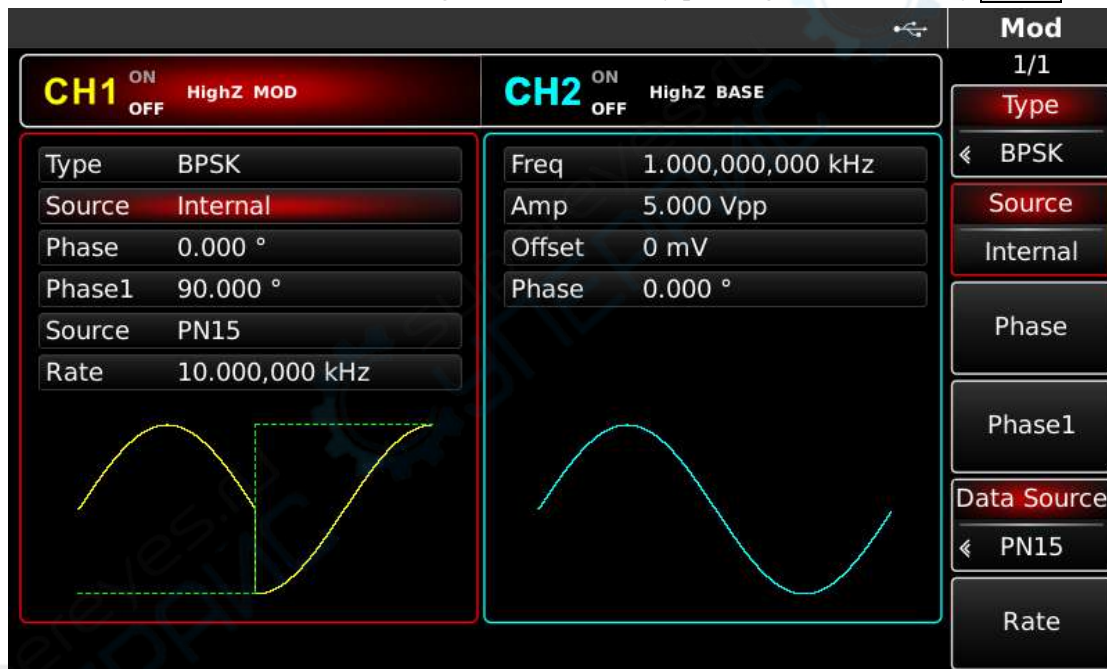 Mod
1/1
CH1 ON OFF HighZ MOD
CH2 ON OFF HighZ BASE
Type BPSK
Source Internal
Phase 0.000 °
Phase1 90.000 °
Source PN15
Rate 10.000,000 kHz
Freq 1.000,000,000 kHz
Amp 5.000 Vpp
Offset 0 mV
Phase 0.000 °
Type
« BPSK
Source
Internal
Phase
Phase1
Data Source
« PN15
Rate